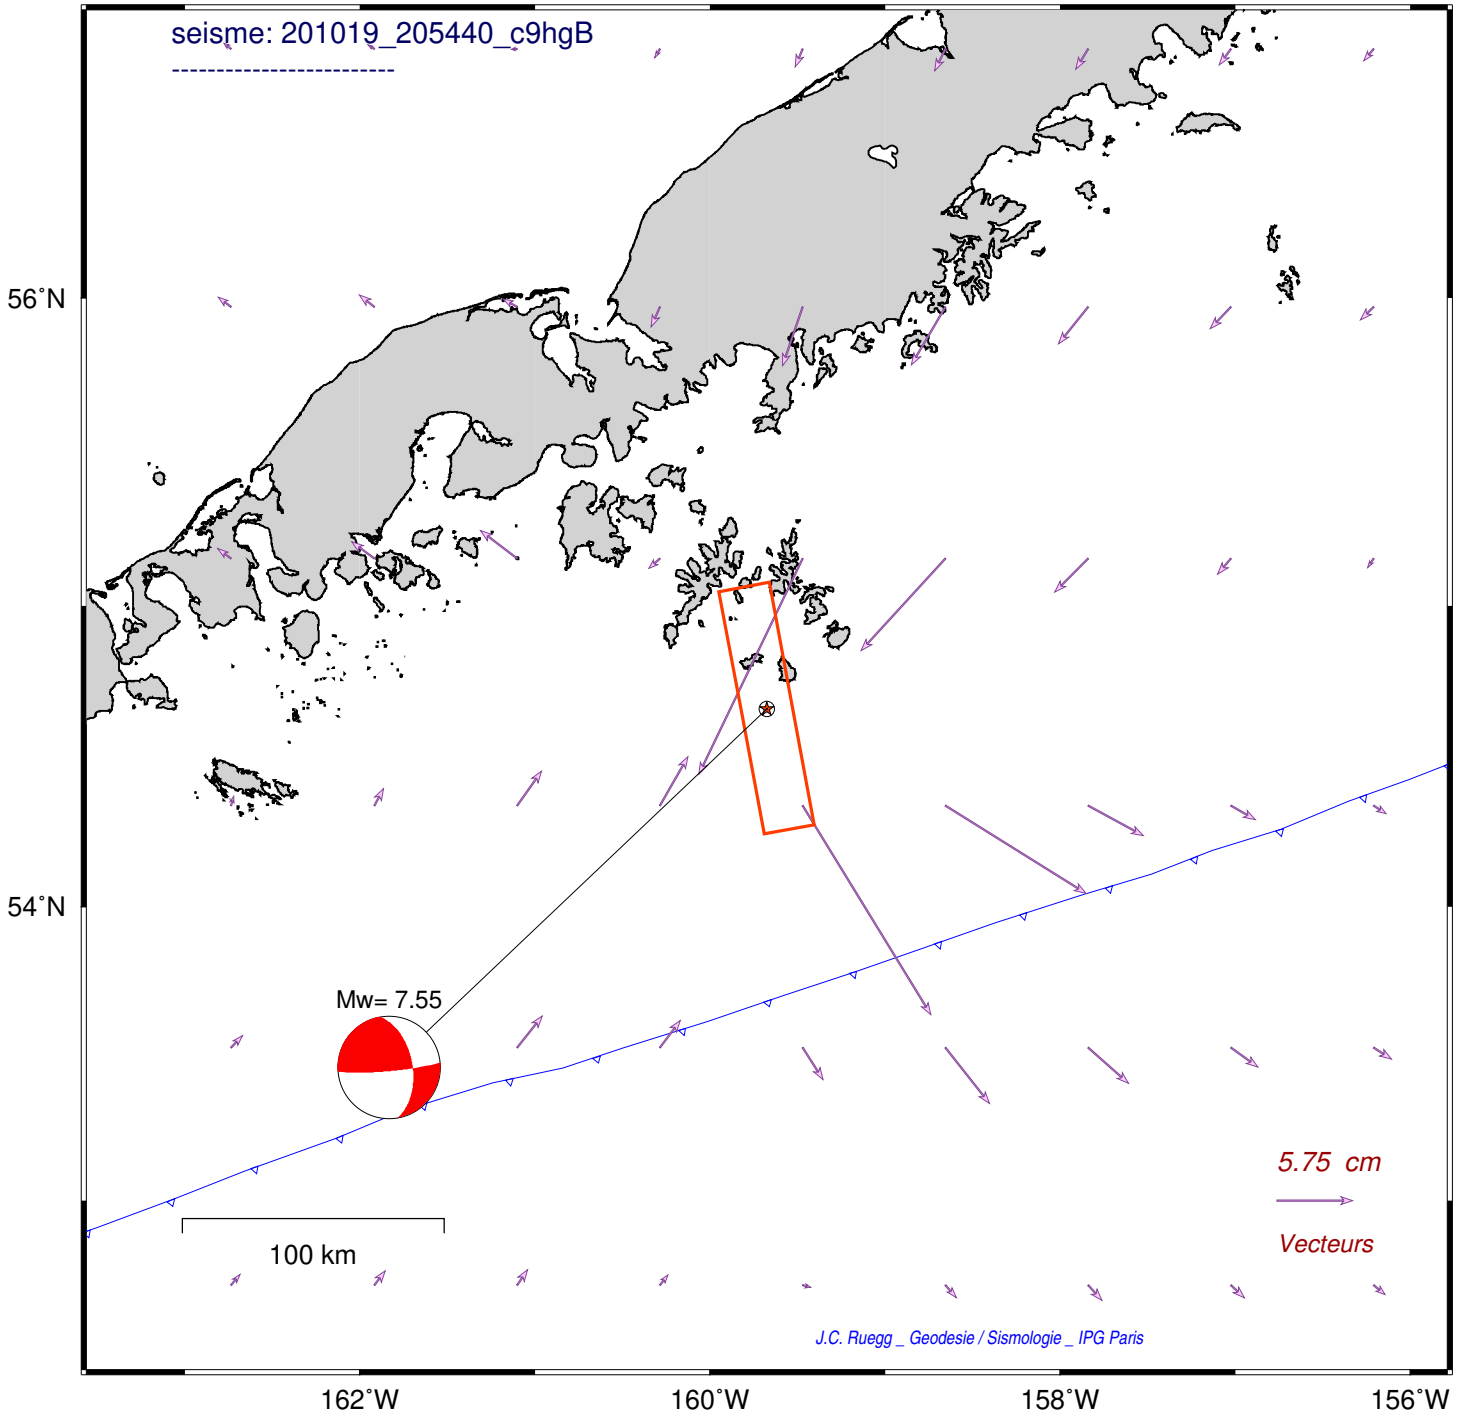 seisme: 201019_205440_c9hgB
-------------------------
56°N
54°N
Mw= 7.55
5.75 cm
100 km
Vecteurs
J.C. Ruegg _ Geodesie / Sismologie _ IPG Paris
162°W
160°W
158°W
156°W